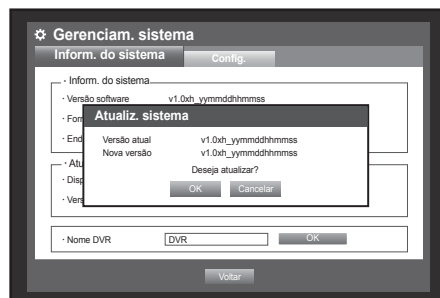 Gerenciam. sistema
Inform. do sistema Config.
· Inform. do sistema
· Versão software v1.0xh_yymmddhhmmss
· For
· End
Atualiz. sistema
Versão atual v1.0xh_yymmddhhmmss
Nova versão v1.0xh_yymmddhhmmss
Deseja atualizar?
OK Cancelar
· Atu
· Disp
· Vers
· Nome DVR DVR OK
Voltar